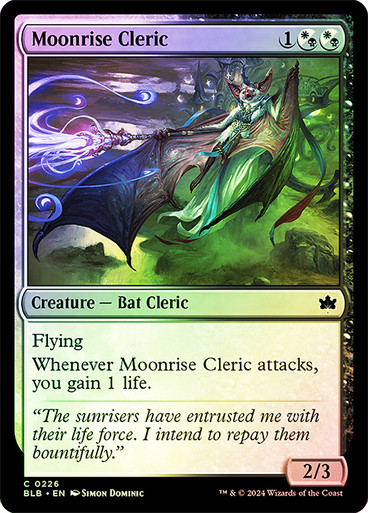 Moonrise Cleric 1
Creature — Bat Cleric
Flying
Whenever Moonrise Cleric attacks,
you gain 1 life.
“The sunrisers have entrusted me with
their life force. I intend to repay them
bountifully.”
2/3
C 0226
BLB • EN Simon Dominic ™ & © 2024 Wizards of the Coast